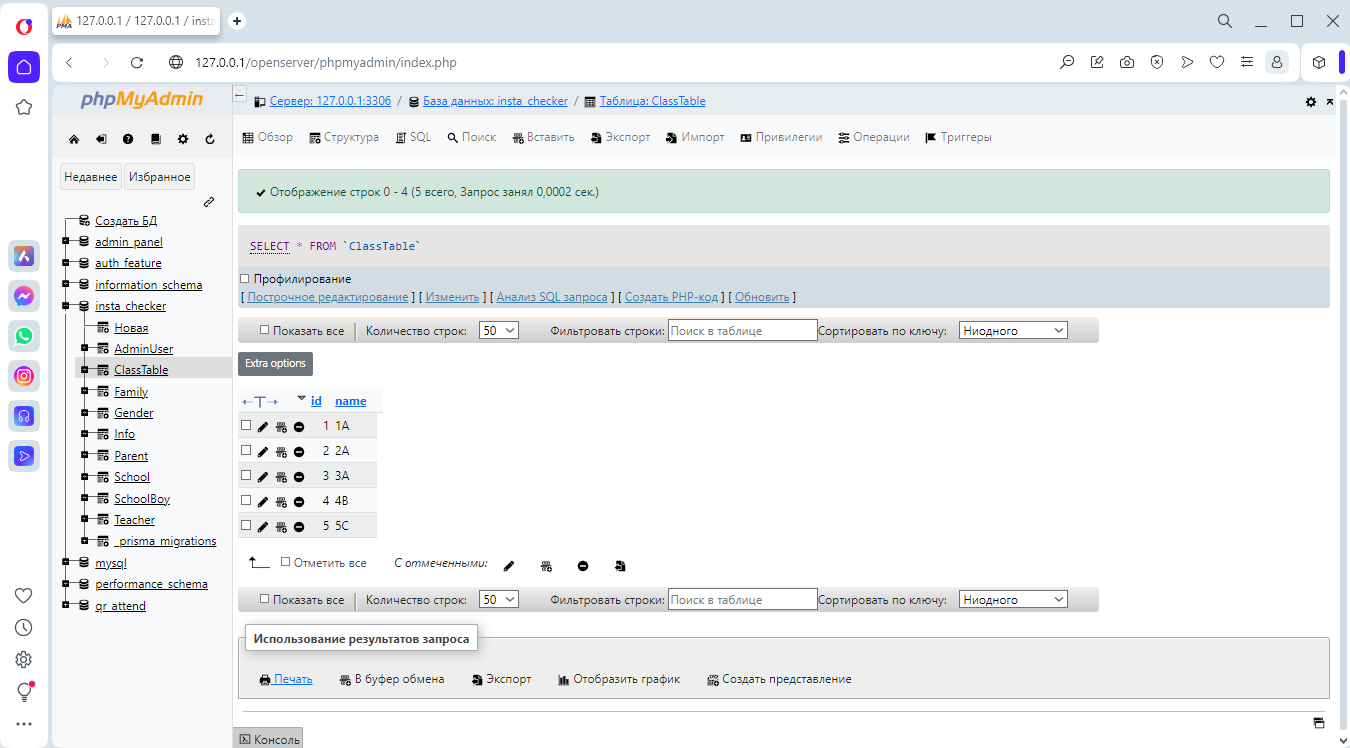 127.0.0.1 / 127.0.0.1 / insta
127.0.0.1/openserver/phpmyadmin/index.php
phpMyAdmin
Недавнее Избранное
Создать БД
admin_panel
auth_feature
information_schema
insta_checker
Новая
AdminUser
ClassTable
Family
Gender
Info
Parent
School
SchoolBoy
Teacher
_prisma_migrations
mysql
performance_schema
qr_attend
Сервер: 127.0.0.1:3306 / База данных: insta_checker / Таблица: ClassTable
Обзор Структура SQL Поиск Вставить Экспорт Импорт Привилегии Операции Триггеры
Отображение строк 0 - 4 (5 всего, Запрос занял 0,0002 сек.)
SELECT * FROM `ClassTable`
Профилирование
[ Построчное редактирование ] [ Изменить ] [ Анализ SQL запроса ] [ Создать PHP-код ] [ Обновить ]
Показать все Количество строк: 50 Фильтровать строки: Поиск в таблице Сортировать по ключу: Ниодного
Extra options
←T→ id name
1 1A
2 2A
3 3A
4 4B
5 5C
Отметить все С отмеченными:
Показать все Количество строк: 50 Фильтровать строки: Поиск в таблице Сортировать по ключу: Ниодного
Использование результатов запроса
Печать В буфер обмена Экспорт Отобразить график Создать представление
Консоль